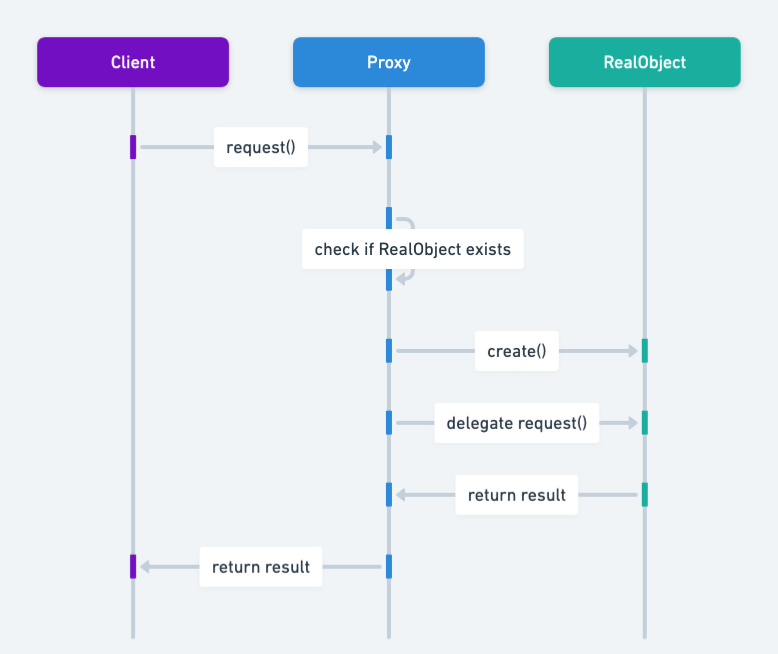 Client
Proxy
RealObject
request()
check if RealObject exists
create()
delegate request()
return result
return result